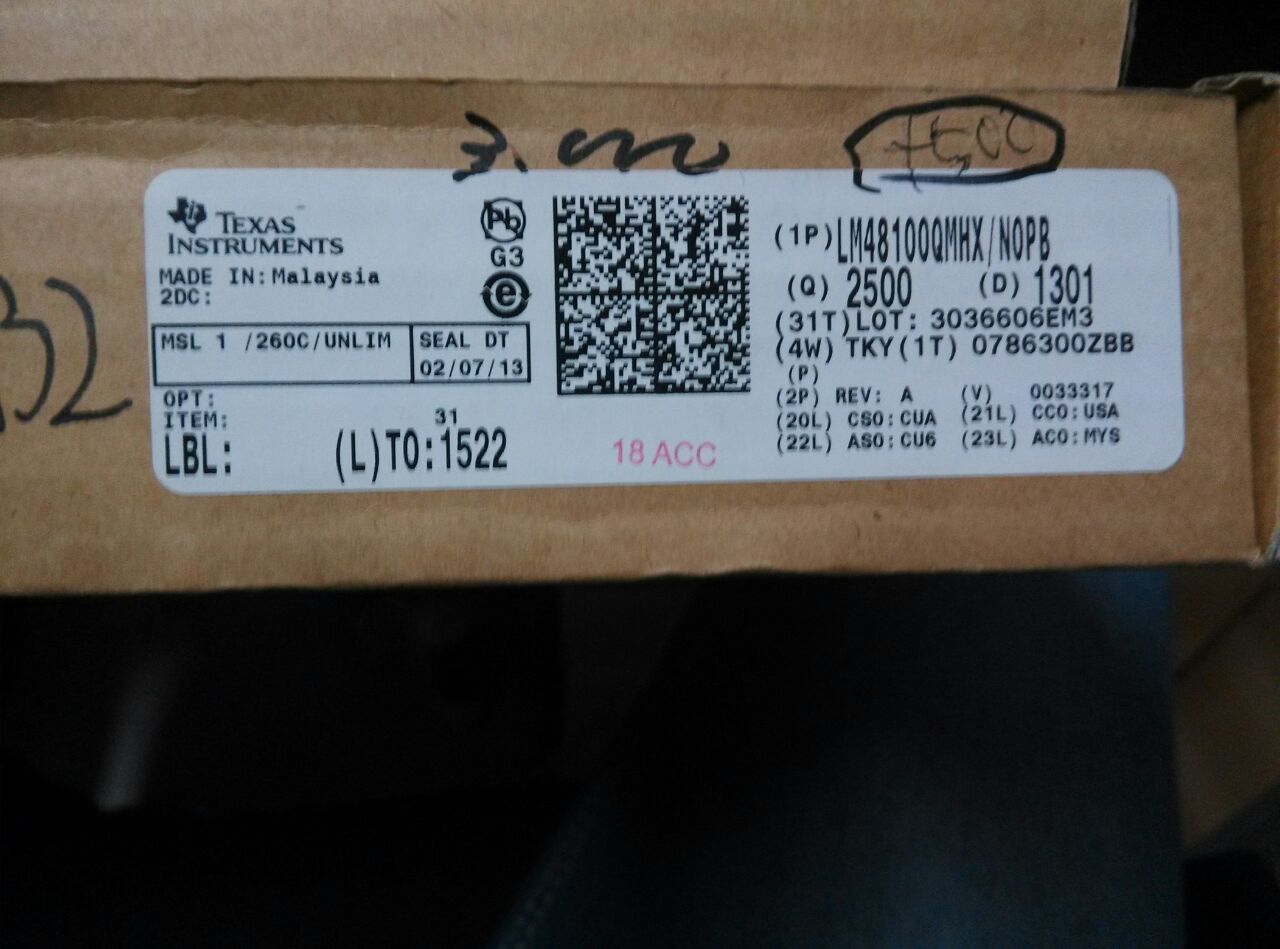 TEXAS
INSTRUMENTS
MADE IN: Malaysia
2DC:
MSL 1 /260C/UNLIM
SEAL DT
02/07/13
OPT:
ITEM:
31
LBL: (L)TO:1522
Pb
G3
e
18 ACC
(1P)LM48100QMHX/NOPB
(Q) 2500 (D) 1301
(31T)LOT: 3036606EM3
(4W) TKY(1T) 0786300ZBB
(P)
(2P) REV: A (V) 0033317
(20L) CSO:CUA (21L) CCO:USA
(22L) ASO:CU6 (23L) ACO:MYS